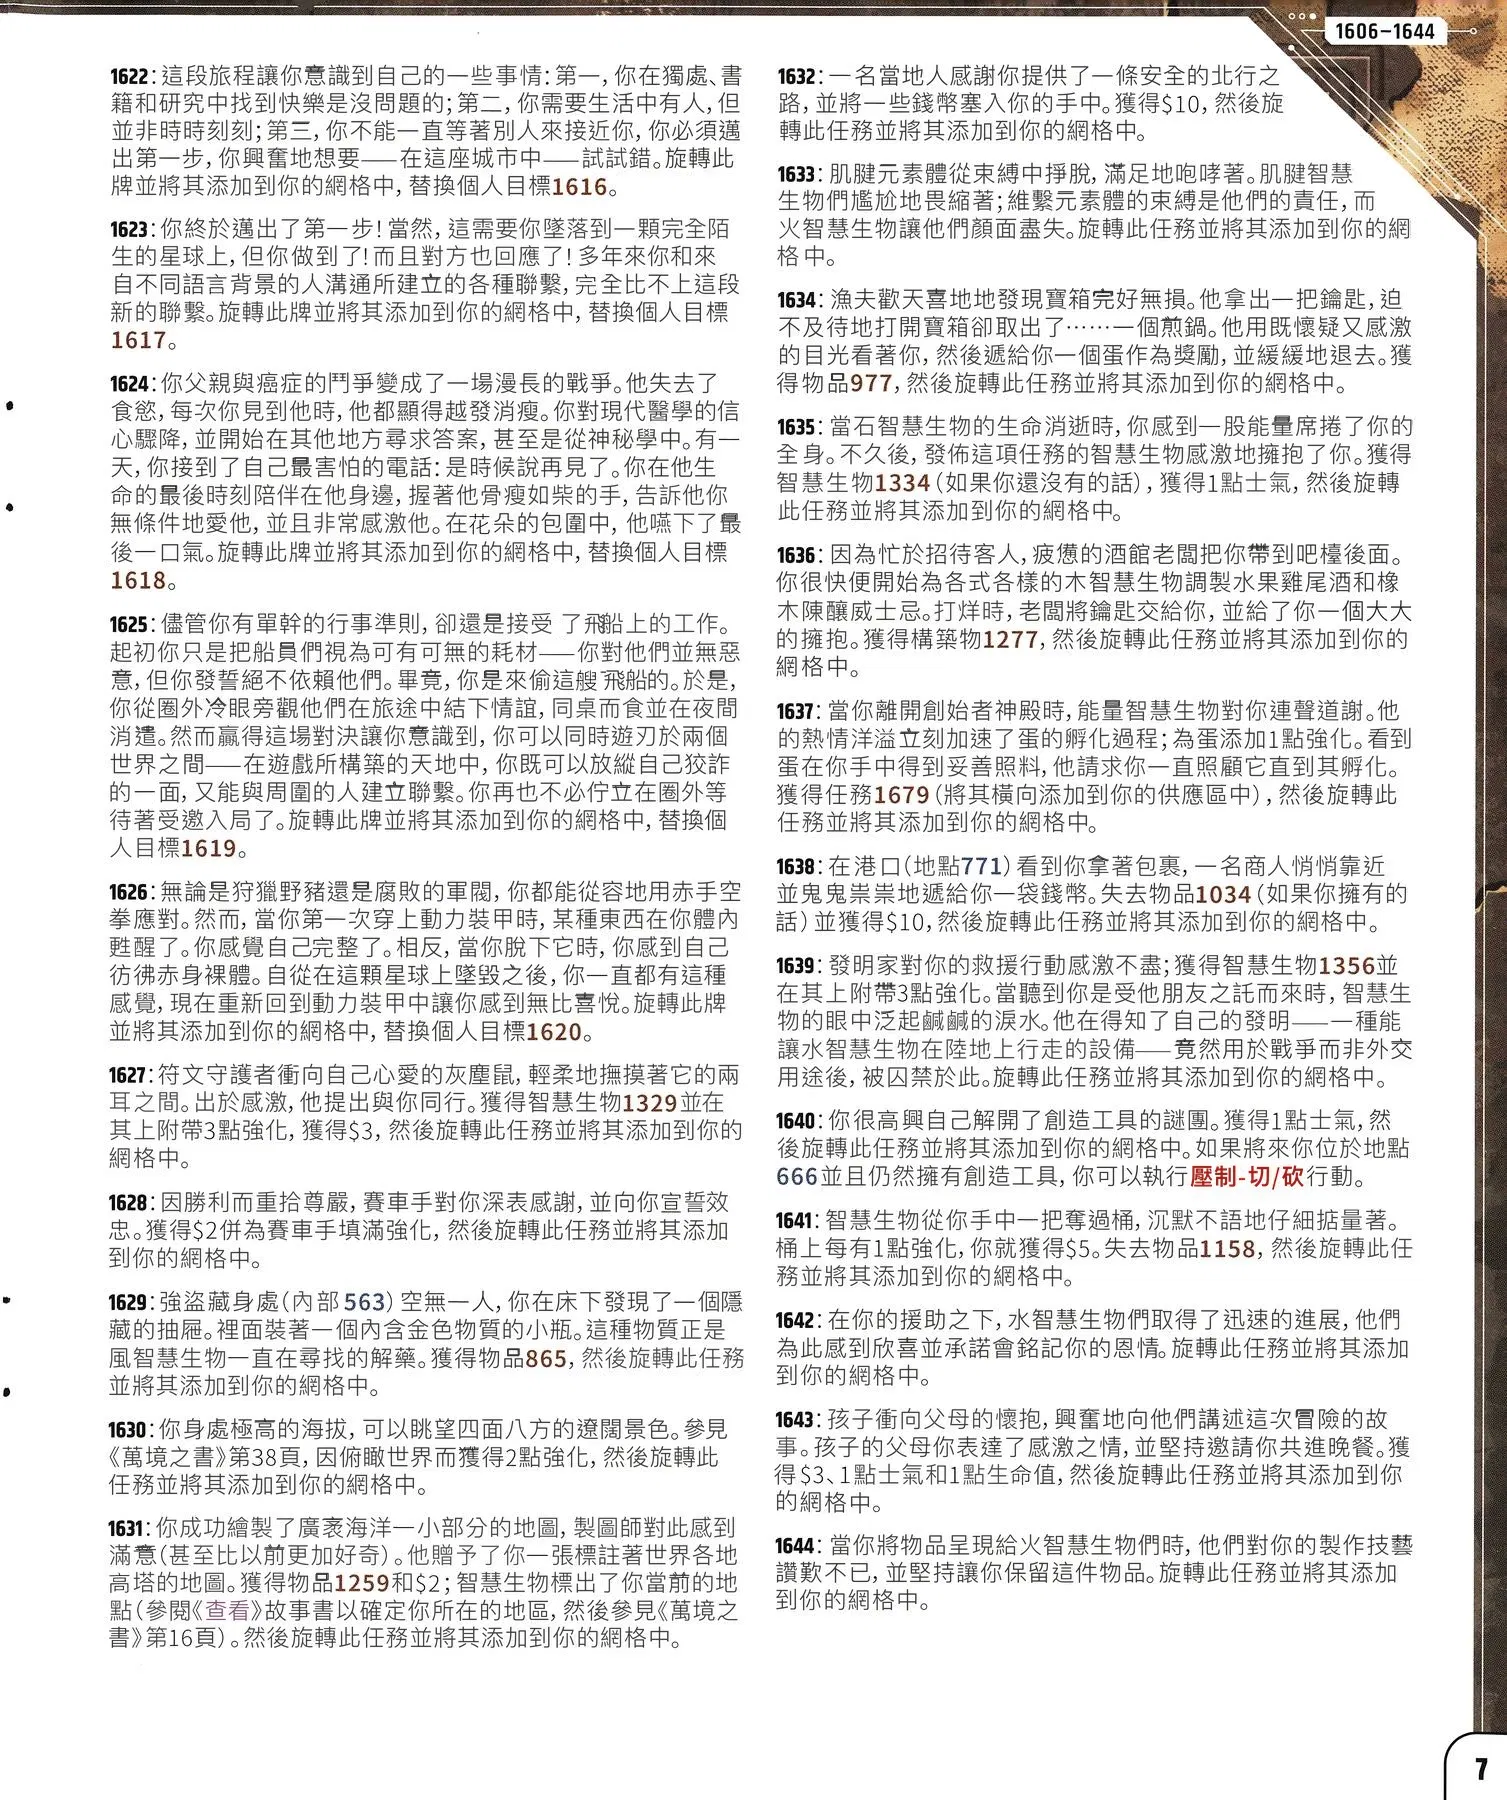 1606–1644
1622：這段旅程讓你意識到自己的一些事情：第一，你在獨處、書
籍和研究中找到快樂是沒問題的；第二，你需要生活中有人，但
並非時時刻刻；第三，你不能一直等著別人來接近你，你必須邁
出第一步，你興奮地想要——在這座城市中——試試錯。旋轉此
牌並將其添加到你的網格中，替換個人目標1616。
1623：你終於邁出了第一步！當然，這需要你墜落到一顆完全陌
生的星球上，但你做到了！而且對方也回應了！多年來你和來
自不同語言背景的人溝通所建立的各種聯繫，完全比不上這段
新的聯繫。旋轉此牌並將其添加到你的網格中，替換個人目標
1617。
1624：你父親與癌症的鬥爭變成了一場漫長的戰爭。他失去了
食慾，每次你見到他時，他都顯得越發消瘦。你對現代醫學的信
心驟降，並開始在其他地方尋求答案，甚至是從神秘學中。有一
天，你接到了自己最害怕的電話：是時候說再見了。你在他生
命的最後時刻陪伴在他身邊，握著他骨瘦如柴的手，告訴他你
無條件地愛他，並且非常感激他。在花朵的包圍中，他嚥下了最
後一口氣。旋轉此牌並將其添加到你的網格中，替換個人目標
1618。
1625：儘管你有單幹的行事準則，卻還是接受 了飛船上的工作。
起初你只是把船員們視為可有可無的耗材——你對他們並無惡
意，但你發誓絕不依賴他們。畢竟，你是來偷這艘飛船的。於是，
你從圈外冷眼旁觀他們在旅途中結下情誼，同桌而食並在夜間
消遣。然而贏得這場對決讓你意識到，你可以同時遊刃於兩個
世界之間——在遊戲所構築的天地中，你既可以放縱自己狡詐
的一面，又能與周圍的人建立聯繫。你再也不必佇立在圈外等
待著受邀入局了。旋轉此牌並將其添加到你的網格中，替換個
人目標1619。
1626：無論是狩獵野豬還是腐敗的軍閥，你都能從容地用赤手空
拳應對。然而，當你第一次穿上動力裝甲時，某種東西在你體內
甦醒了。你感覺自己完整了。相反，當你脫下它時，你感到自己
彷彿赤身裸體。自從在這顆星球上墜毀之後，你一直都有這種
感覺，現在重新回到動力裝甲中讓你感到無比喜悅。旋轉此牌
並將其添加到你的網格中，替換個人目標1620。
1627：符文守護者衝向自己心愛的灰塵鼠，輕柔地撫摸著它的兩
耳之間。出於感激，他提出與你同行。獲得智慧生物1329並在
其上附帶3點強化，獲得$3，然後旋轉此任務並將其添加到你的
網格中。
1628：因勝利而重拾尊嚴，賽車手對你深表感謝，並向你宣誓效
忠。獲得$2併為賽車手填滿強化，然後旋轉此任務並將其添加
到你的網格中。
1629：強盜藏身處（內部 563）空無一人，你在床下發現了一個隱
藏的抽屜。裡面裝著一個內含金色物質的小瓶。這種物質正是
風智慧生物一直在尋找的解藥。獲得物品865，然後旋轉此任務
並將其添加到你的網格中。
1630：你身處極高的海拔，可以眺望四面八方的遼闊景色。參見
《萬境之書》第38頁，因俯瞰世界而獲得2點強化，然後旋轉此
任務並將其添加到你的網格中。
1631：你成功繪製了廣袤海洋一小部分的地圖，製圖師對此感到
滿意（甚至比以前更加好奇）。他贈予了你一張標註著世界各地
高塔的地圖。獲得物品1259和$2；智慧生物標出了你當前的地
點（參閱《查看》故事書以確定你所在的地區，然後參見《萬境之
書》第16頁）。然後旋轉此任務並將其添加到你的網格中。
1632：一名當地人感謝你提供了一條安全的北行之
路，並將一些錢幣塞入你的手中。獲得$10，然後旋
轉此任務並將其添加到你的網格中。
1633：肌腱元素體從束縛中掙脫，滿足地咆哮著。肌腱智慧
生物們尷尬地畏縮著；維繫元素體的束縛是他們的責任，而
火智慧生物讓他們顏面盡失。旋轉此任務並將其添加到你的網
格中。
1634：漁夫歡天喜地地發現寶箱完好無損。他拿出一把鑰匙，迫
不及待地打開寶箱卻取出了……一個煎鍋。他用既懷疑又感激
的目光看著你，然後遞給你一個蛋作為獎勵，並緩緩地退去。獲
得物品977，然後旋轉此任務並將其添加到你的網格中。
1635：當石智慧生物的生命消逝時，你感到一股能量席捲了你的
全身。不久後，發佈這項任務的智慧生物感激地擁抱了你。獲得
智慧生物1334（如果你還沒有的話），獲得1點士氣，然後旋轉
此任務並將其添加到你的網格中。
1636：因為忙於招待客人，疲憊的酒館老闆把你帶到吧檯後面。
你很快便開始為各式各樣的木智慧生物調製水果雞尾酒和橡
木陳釀威士忌。打烊時，老闆將鑰匙交給你，並給了你一個大大
的擁抱。獲得構築物1277，然後旋轉此任務並將其添加到你的
網格中。
1637：當你離開創始者神殿時，能量智慧生物對你連聲道謝。他
的熱情洋溢立刻加速了蛋的孵化過程；為蛋添加1點強化。看到
蛋在你手中得到妥善照料，他請求你一直照顧它直到其孵化。
獲得任務1679（將其橫向添加到你的供應區中），然後旋轉此
任務並將其添加到你的網格中。
1638：在港口（地點771）看到你拿著包裹，一名商人悄悄靠近
並鬼鬼祟祟地遞給你一袋錢幣。失去物品1034（如果你擁有的
話）並獲得$10，然後旋轉此任務並將其添加到你的網格中。
1639：發明家對你的救援行動感激不盡；獲得智慧生物1356並
在其上附帶3點強化。當聽到你是受他朋友之託而來時，智慧生
物的眼中泛起鹹鹹的淚水。他在得知了自己的發明——一種能
讓水智慧生物在陸地上行走的設備——竟然用於戰爭而非外交
用途後，被囚禁於此。旋轉此任務並將其添加到你的網格中。
1640：你很高興自己解開了創造工具的謎團。獲得1點士氣，然
後旋轉此任務並將其添加到你的網格中。如果將來你位於地點
666並且仍然擁有創造工具，你可以執行壓制-切/砍行動。
1641：智慧生物從你手中一把奪過桶，沉默不語地仔細掂量著。
桶上每有1點強化，你就獲得$5。失去物品1158，然後旋轉此任
務並將其添加到你的網格中。
1642：在你的援助之下，水智慧生物們取得了迅速的進展，他們
為此感到欣喜並承諾會銘記你的恩情。旋轉此任務並將其添加
到你的網格中。
1643：孩子衝向父母的懷抱，興奮地向他們講述這次冒險的故
事。孩子的父母你表達了感激之情，並堅持邀請你共進晚餐。獲
得$3、1點士氣和1點生命值，然後旋轉此任務並將其添加到你
的網格中。
1644：當你將物品呈現給火智慧生物們時，他們對你的製作技藝
讚歎不已，並堅持讓你保留這件物品。旋轉此任務並將其添加
到你的網格中。
7